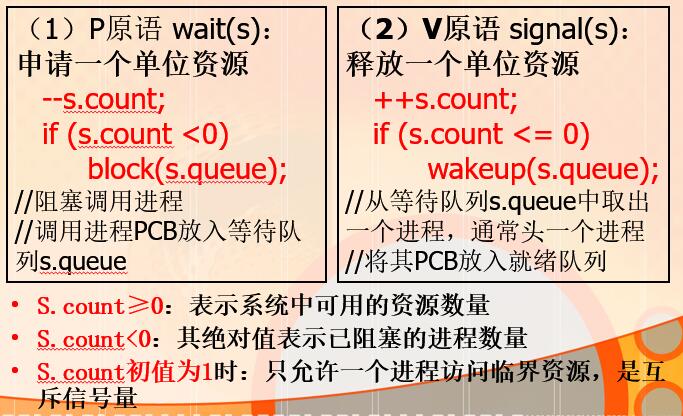 （1）P原语 wait(s)：
申请一个单位资源
--s.count;
if (s.count <0)
block(s.queue);
//阻塞调用进程
//调用进程PCB放入等待队
列s.queue
（2）V原语 signal(s)：
释放一个单位资源
++s.count;
if (s.count <= 0)
wakeup(s.queue);
//从等待队列s.queue中取出
一个进程，通常头一个进程
//将其PCB放入就绪队列
• S.count≥0：表示系统中可用的资源数量
• S.count<0：其绝对值表示已阻塞的进程数量
• S.count初值为1时：只允许一个进程访问临界资源，是互
斥信号量